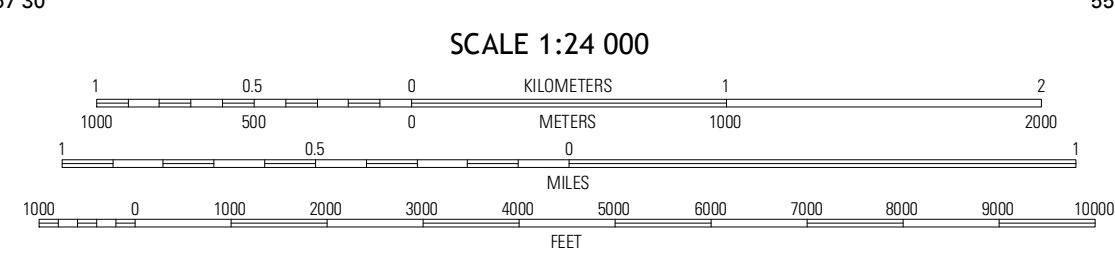 SCALE 1:24 000
1 0.5 0 KILOMETERS 1 2
1000 500 0 METERS 1000 2000
1 0.5 0 1
MILES
1000 0 1000 2000 3000 4000 5000 6000 7000 8000 9000 10000
FEET